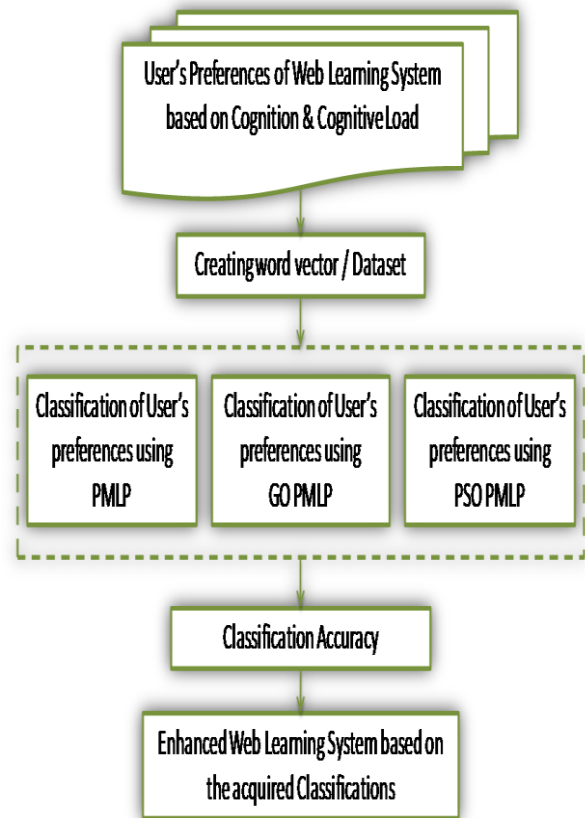 User's Preferences of Web Learning System
based on Cognition & Cognitive Load
Creating word vector / Dataset
Classification of User's
preferences using
PMLP
Classification of User's
preferences using
GO PMLP
Classification of User's
preferences using
PSO PMLP
Classification Accuracy
Enhanced Web Learning System based on
the acquired Classifications